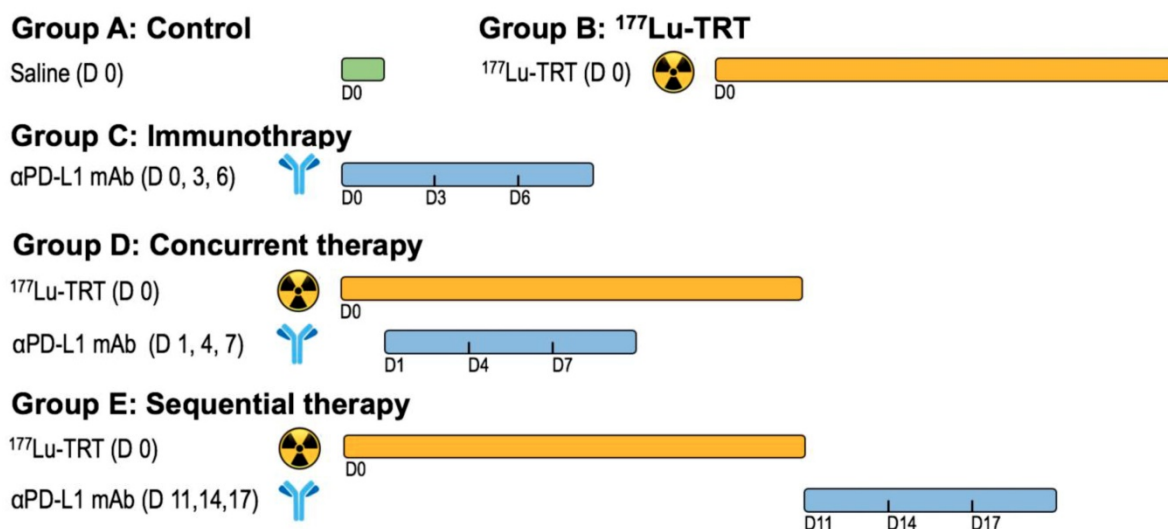 Group A: Control
Saline (D 0)
D0
Group B: ¹⁷⁷Lu-TRT
¹⁷⁷Lu-TRT (D 0)
D0
Group C: Immunothrapy
αPD-L1 mAb (D 0, 3, 6)
D0 D3 D6
Group D: Concurrent therapy
¹⁷⁷Lu-TRT (D 0)
D0
αPD-L1 mAb (D 1, 4, 7)
D1 D4 D7
Group E: Sequential therapy
¹⁷⁷Lu-TRT (D 0)
D0
αPD-L1 mAb (D 11,14,17)
D11 D14 D17